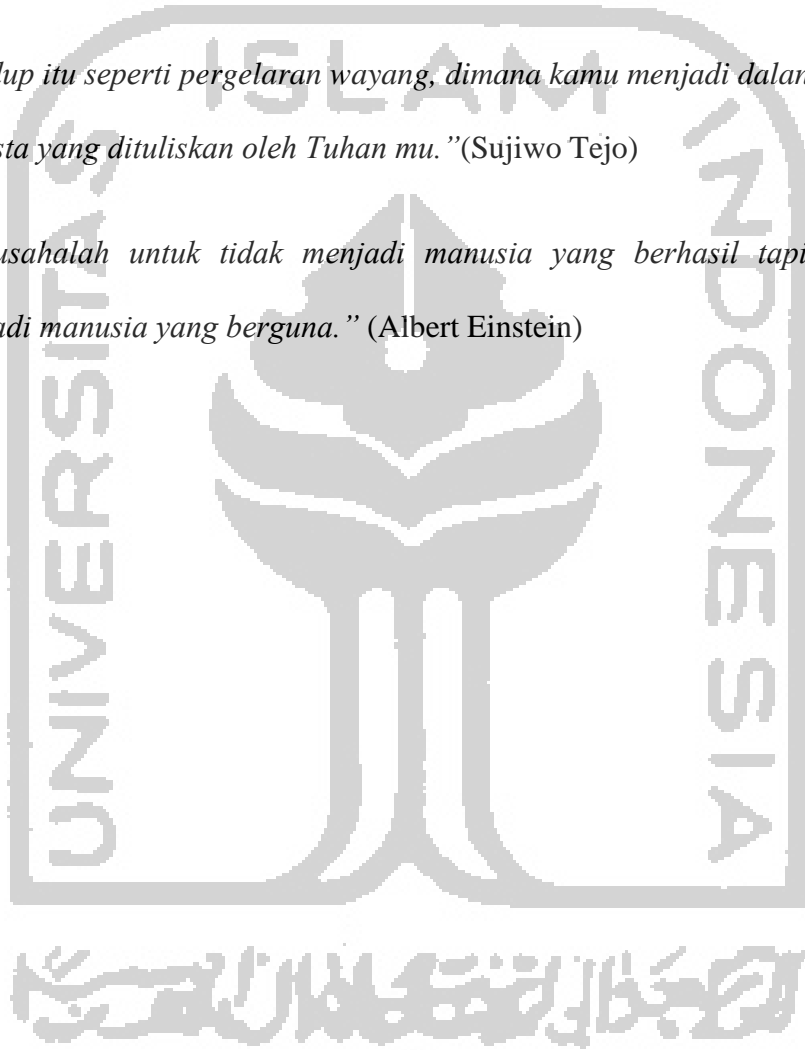 ISLAM
UNIVERSITAS
INDONESIA
dup itu seperti pergelaran wayang, dimana kamu menjadi dalan
sta yang dituliskan oleh Tuhan mu.”(Sujiwo Tejo)
usahalah untuk tidak menjadi manusia yang berhasil tapi
adi manusia yang berguna.” (Albert Einstein)